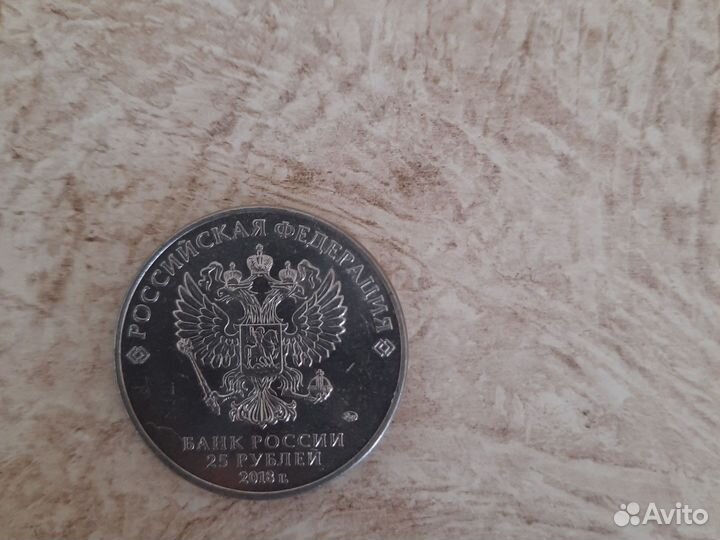 РОССИЙСКАЯ ФЕДЕРАЦИЯ
БАНК РОССИИ
25 РУБЛЕЙ
2018 г.
Avito